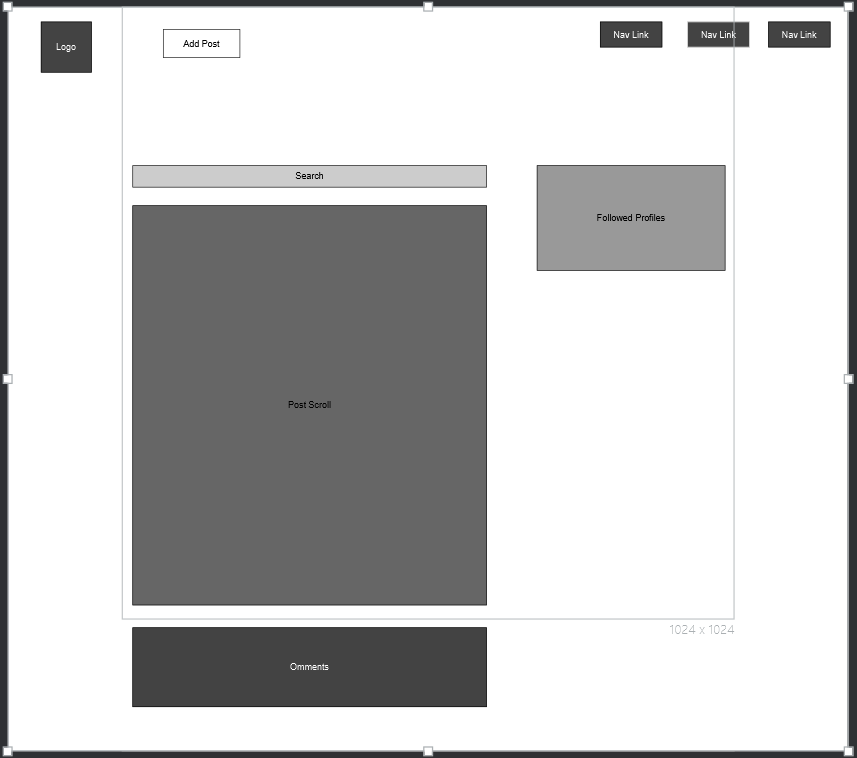 Logo
Add Post
Nav Link
Nav Link
Nav Link
Search
Followed Profiles
Post Scroll
1024 x 1024
Omments